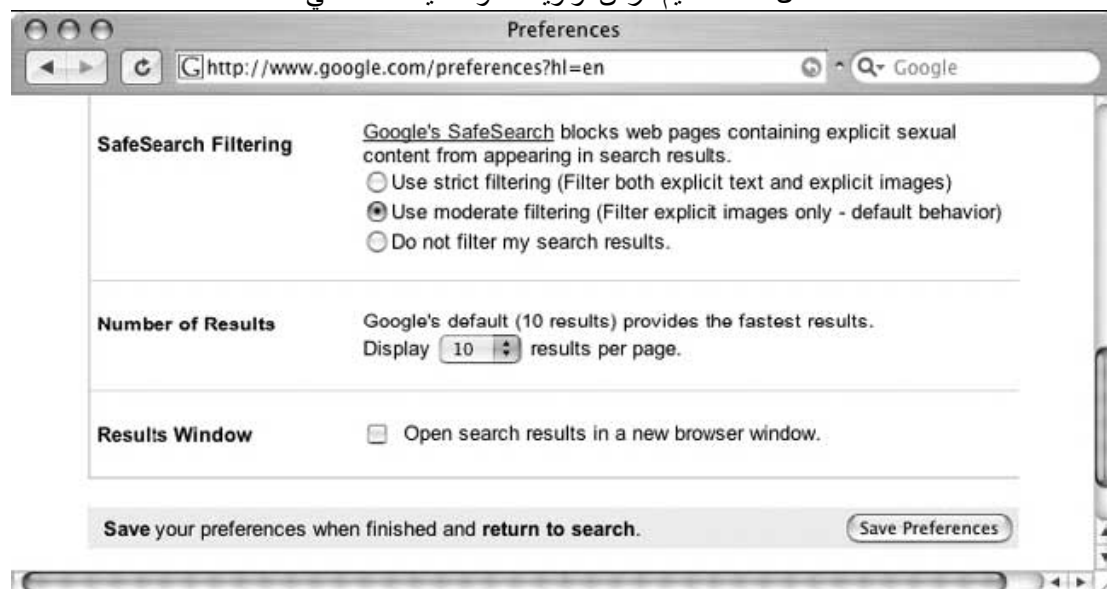 Preferences
http://www.google.com/preferences?hl=en
Google
SafeSearch Filtering
Google's SafeSearch blocks web pages containing explicit sexual
content from appearing in search results.
Use strict filtering (Filter both explicit text and explicit images)
Use moderate filtering (Filter explicit images only - default behavior)
Do not filter my search results.
Number of Results
Google's default (10 results) provides the fastest results.
Display 10 results per page.
Results Window
Open search results in a new browser window.
Save your preferences when finished and return to search.
Save Preferences